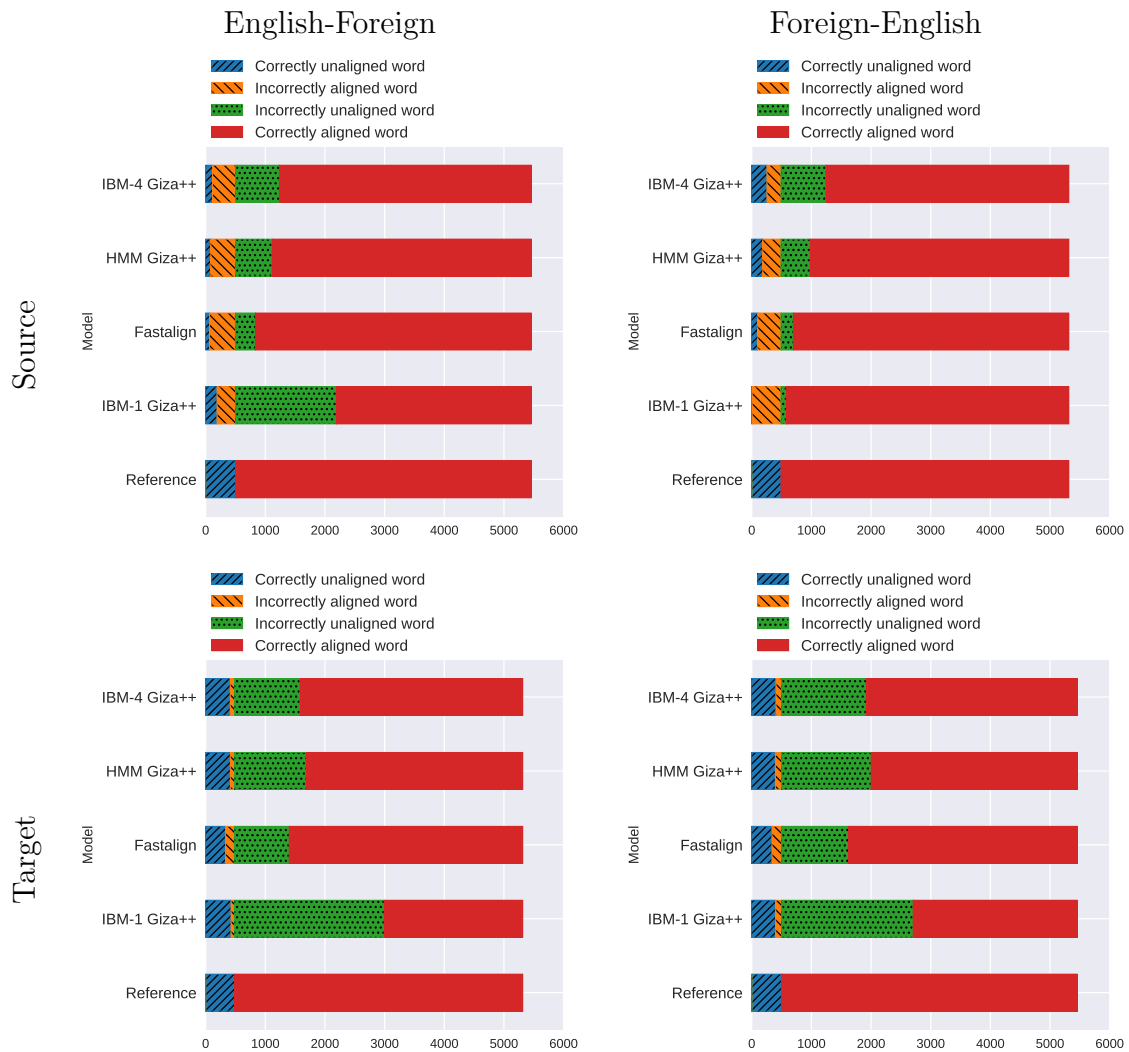 English-Foreign
Foreign-English
Source
Correctly unaligned word
Incorrectly aligned word
Incorrectly unaligned word
Correctly aligned word
Model
IBM-4 Giza++
HMM Giza++
Fastalign
IBM-1 Giza++
Reference
0 1000 2000 3000 4000 5000 6000
Correctly unaligned word
Incorrectly aligned word
Incorrectly unaligned word
Correctly aligned word
Model
IBM-4 Giza++
HMM Giza++
Fastalign
IBM-1 Giza++
Reference
0 1000 2000 3000 4000 5000 6000
Target
Correctly unaligned word
Incorrectly aligned word
Incorrectly unaligned word
Correctly aligned word
Model
IBM-4 Giza++
HMM Giza++
Fastalign
IBM-1 Giza++
Reference
0 1000 2000 3000 4000 5000 6000
Correctly unaligned word
Incorrectly aligned word
Incorrectly unaligned word
Correctly aligned word
Model
IBM-4 Giza++
HMM Giza++
Fastalign
IBM-1 Giza++
Reference
0 1000 2000 3000 4000 5000 6000